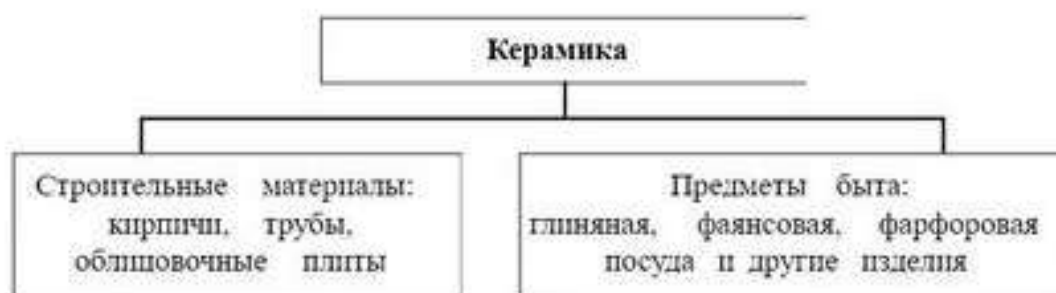 Керамика
Строительные материалы:
кирпичи, трубы,
облицовочные плиты
Предметы быта:
глиняная, фаянсовая, фарфоровая
посуда и другие изделия